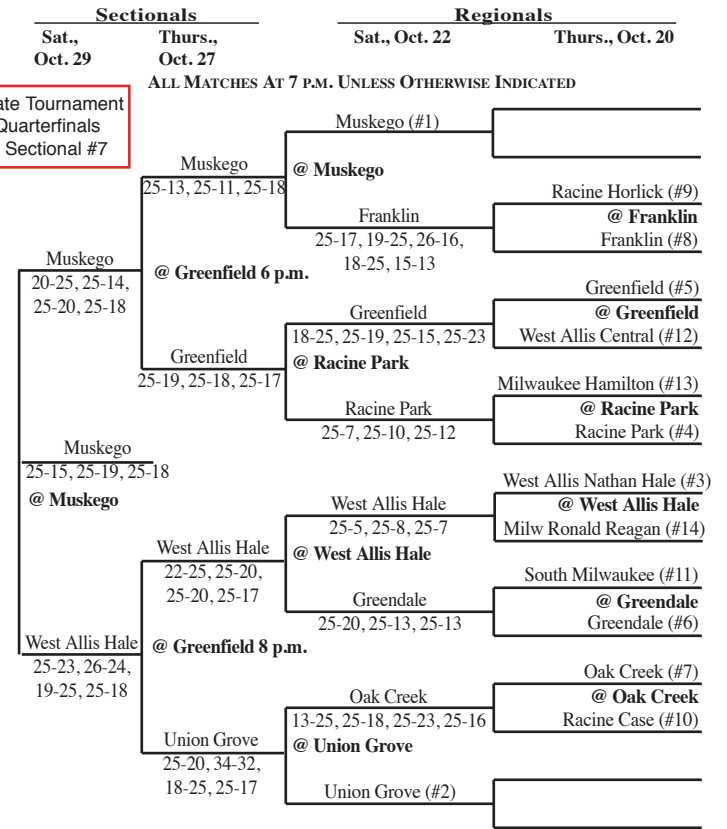 Sectionals
Regionals
Sat., Oct. 29
Thurs., Oct. 27
Sat., Oct. 22
Thurs., Oct. 20
ALL MATCHES AT 7 P.M. UNLESS OTHERWISE INDICATED
ate Tournament
Quarterfinals
Sectional #7
Muskego (#1)
Muskego
25-13, 25-11, 25-18
@ Muskego
Racine Horlick (#9)
@ Franklin
Franklin (#8)
Franklin
25-17, 19-25, 26-16,
18-25, 15-13
Muskego
20-25, 25-14,
25-20, 25-18
@ Greenfield 6 p.m.
Greenfield (#5)
@ Greenfield
West Allis Central (#12)
Greenfield
18-25, 25-19, 25-15, 25-23
@ Racine Park
Greenfield
25-19, 25-18, 25-17
Milwaukee Hamilton (#13)
@ Racine Park
Racine Park (#4)
Racine Park
25-7, 25-10, 25-12
Muskego
25-15, 25-19, 25-18
@ Muskego
West Allis Nathan Hale (#3)
@ West Allis Hale
Milw Ronald Reagan (#14)
West Allis Hale
25-5, 25-8, 25-7
@ West Allis Hale
West Allis Hale
22-25, 25-20,
25-20, 25-17
South Milwaukee (#11)
@ Greendale
Greendale (#6)
Greendale
25-20, 25-13, 25-13
West Allis Hale
25-23, 26-24,
19-25, 25-18
@ Greenfield 8 p.m.
Oak Creek (#7)
@ Oak Creek
Racine Case (#10)
Oak Creek
13-25, 25-18, 25-23, 25-16
@ Union Grove
Union Grove
25-20, 34-32,
18-25, 25-17
Union Grove (#2)